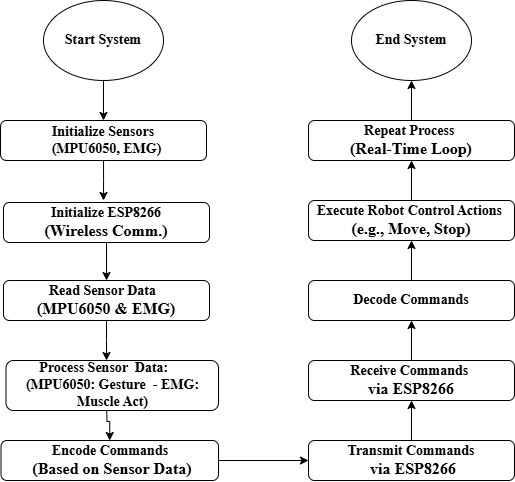 Start System
Initialize Sensors
(MPU6050, EMG)
Initialize ESP8266
(Wireless Comm.)
Read Sensor Data
(MPU6050 & EMG)
Process Sensor Data:
(MPU6050: Gesture - EMG:
Muscle Act)
Encode Commands
(Based on Sensor Data)
Transmit Commands
via ESP8266
Receive Commands
via ESP8266
Decode Commands
Execute Robot Control Actions
(e.g., Move, Stop)
Repeat Process
(Real-Time Loop)
End System